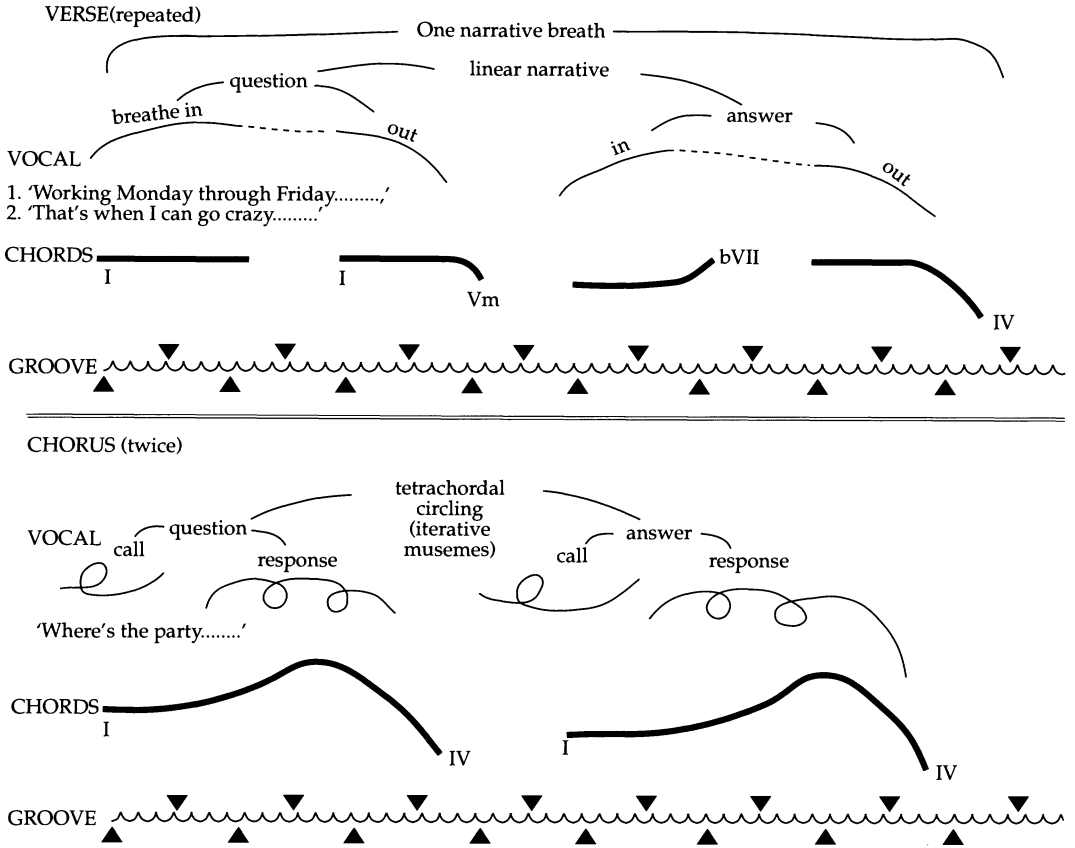 VERSE(repeated)
One narrative breath
linear narrative
question
breathe in
answer
out
in
VOCAL
out
1. 'Working Monday through Friday.........,'
2. 'That's when I can go crazy.........'
CHORDS
I
I
Vm
bVII
IV
GROOVE
CHORUS (twice)
tetrachordal
circling
(iterative
musemes)
question
answer
VOCAL
call
response
call
response
'Where's the party........'
CHORDS
I
IV
I
IV
GROOVE